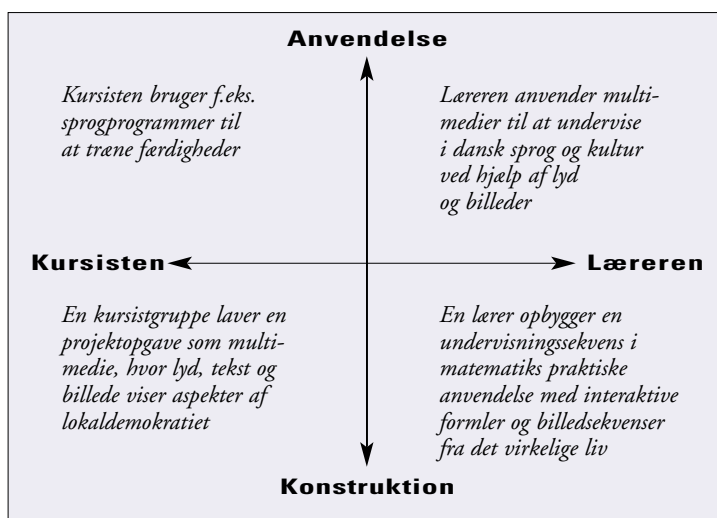 Anvendelse
Kursisten bruger f.eks.
sprogprogrammer til
at træne færdigheder
Læreren anvender multi-
medier til at undervise
i dansk sprog og kultur
ved hjælp af lyd
og billeder
Kursisten
Læreren
En kursistgruppe laver en
projektopgave som multi-
medie, hvor lyd, tekst og
billede viser aspekter af
lokaldemokratiet
En lærer opbygger en
undervisningssekvens i
matematiks praktiske
anvendelse med interaktive
formler og billedsekvenser
fra det virkelige liv
Konstruktion